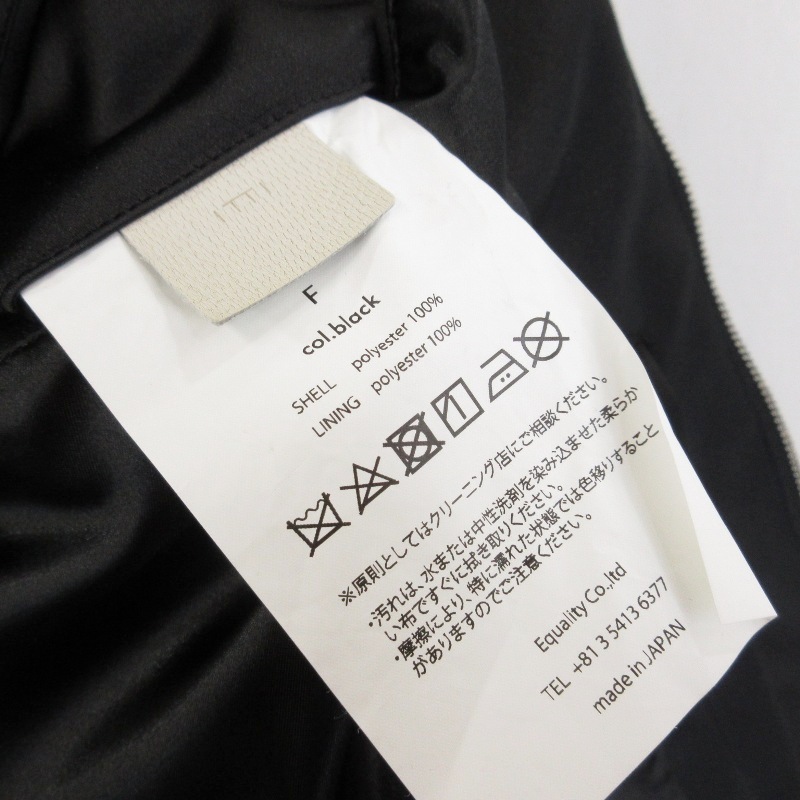 ITTI
F
col.black
SHELL polyester 100%
LINING polyester 100%
※原則としてはクリーニング店にご相談ください。
・汚れは、水または中性洗剤を染み込ませた柔らか
い布ですぐに拭き取りください。
・摩擦により、特に濡れた状態では色移りすること
がありますのでご注意ください。
Equality Co.,ltd
TEL +81 3 5413 6377
made in JAPAN